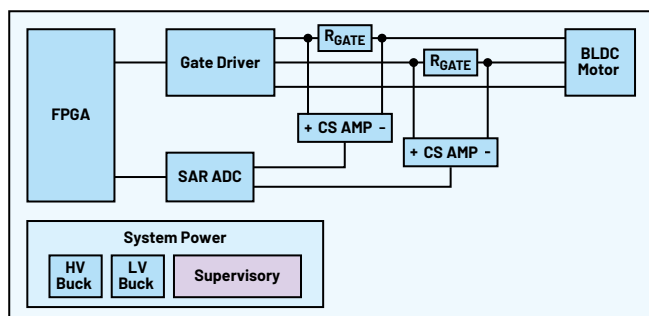 FPGA
Gate Driver
RGATE
RGATE
BLDC
Motor
+ CS AMP -
+ CS AMP -
SAR ADC
System Power
HV
Buck
LV
Buck
Supervisory